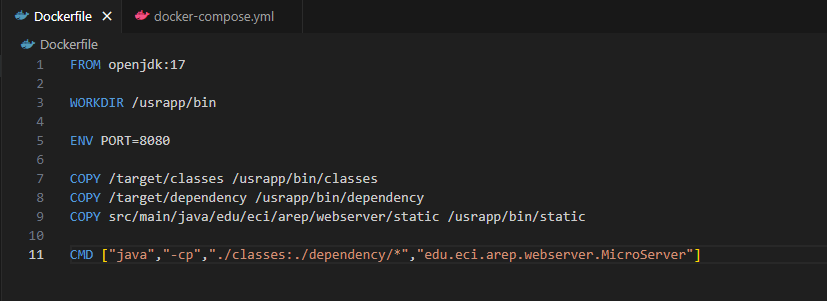 Dockerfile docker-compose.yml
Dockerfile
1 FROM openjdk:17
2
3 WORKDIR /usrapp/bin
4
5 ENV PORT=8080
6
7 COPY /target/classes /usrapp/bin/classes
8 COPY /target/dependency /usrapp/bin/dependency
9 COPY src/main/java/edu/eci/arep/webserver/static /usrapp/bin/static
10
11 CMD ["java","-cp","./classes:./dependency/*","edu.eci.arep.webserver.MicroServer"]